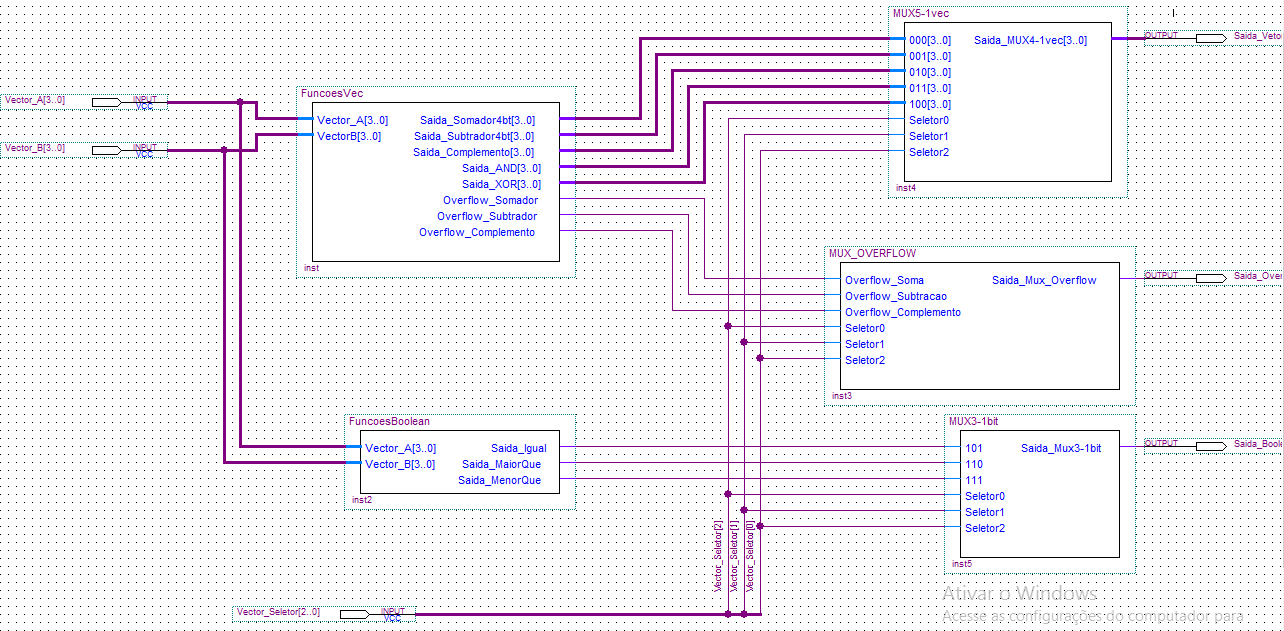 MUX5-1vec
000[3..0] Saida_MUX4-1vec[3..0]
001[3..0]
010[3..0]
011[3..0]
100[3..0]
Seletor0
Seletor1
Seletor2
inst4
OUTPUT
Saida_Veto
Vector_A[3..0]
INPUT
VCC
Vector_B[3..0]
INPUT
VCC
FuncoesVec
Vector_A[3..0] Saida_Somador4bt[3..0]
VectorB[3..0] Saida_Subtrador4bt[3..0]
Saida_Complemento[3..0]
Saida_AND[3..0]
Saida_XOR[3..0]
Overflow_Somador
Overflow_Subtrador
Overflow_Complemento
inst
MUX_OVERFLOW
Overflow_Soma Saida_Mux_Overflow
Overflow_Subtracao
Overflow_Complemento
Seletor0
Seletor1
Seletor2
inst3
OUTPUT
Saida_Over
FuncoesBoolean
Vector_A[3..0] Saida_Igual
Vector_B[3..0] Saida_MaiorQue
Saida_MenorQue
inst2
MUX3-1bit
101 Saida_Mux3-1bit
110
111
Seletor0
Seletor1
Seletor2
inst5
OUTPUT
Saida_Boole
Vector_Seletor[2]
Vector_Seletor[1]
Vector_Seletor[0]
Vector_Seletor[2..0]
INPUT
VCC
Ativar o Windows
Acesse as configurações do computador para